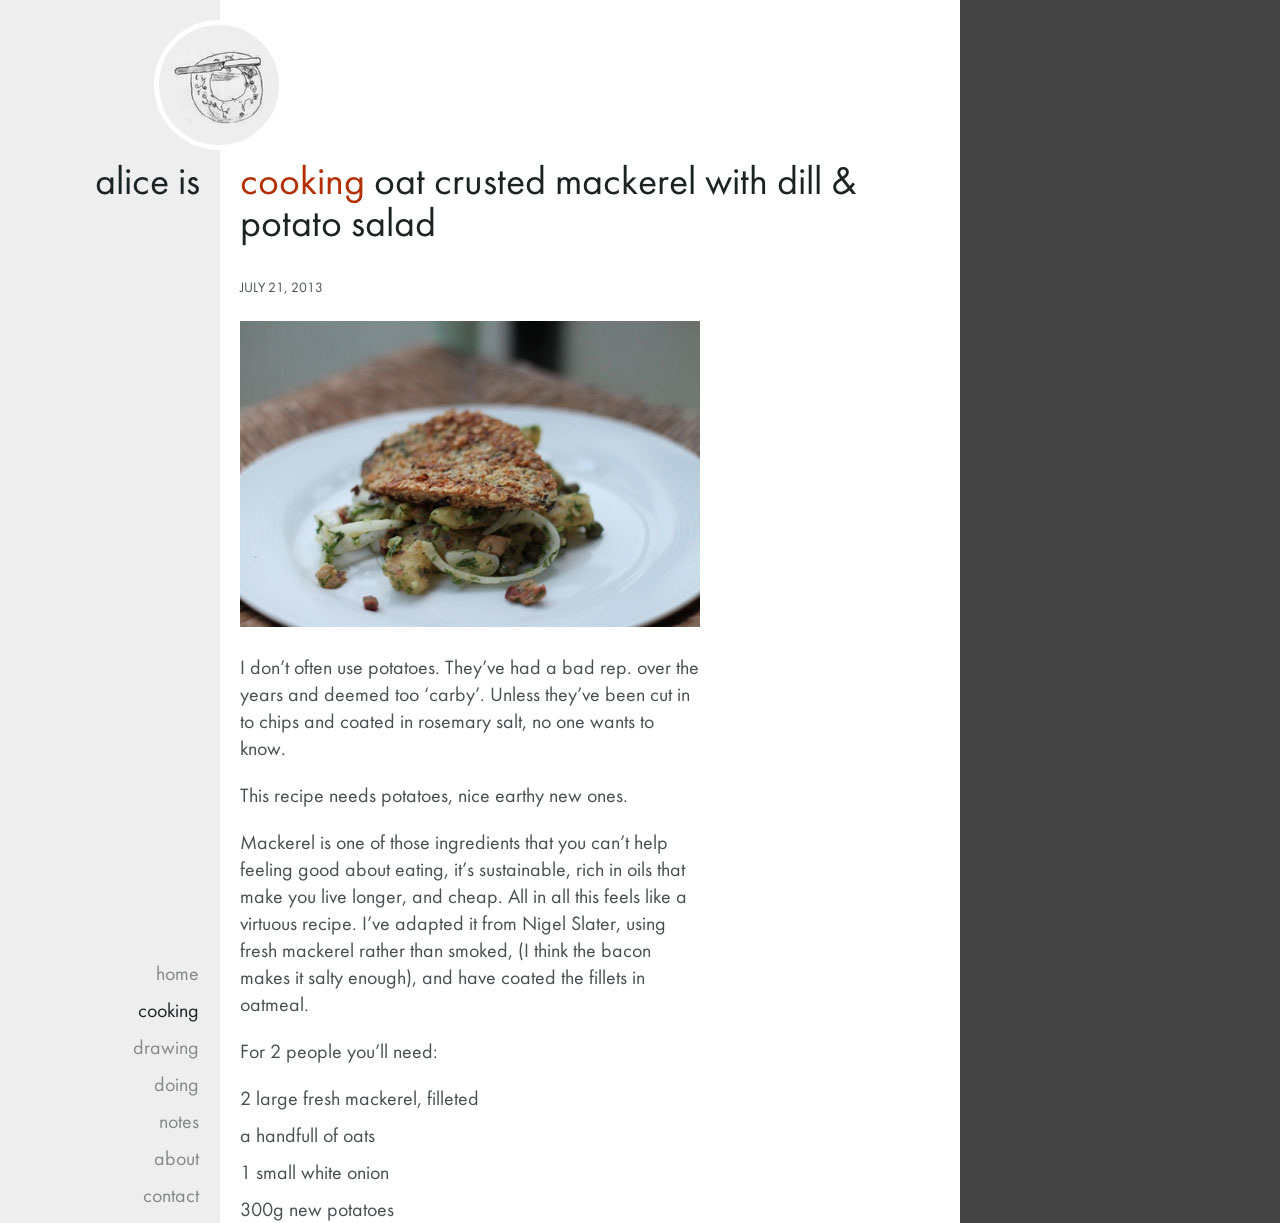 alice is
cooking oat crusted mackerel with dill &
potato salad
JULY 21, 2013
I don’t often use potatoes. They’ve had a bad rep. over the
years and deemed too ‘carby’. Unless they’ve been cut in
to chips and coated in rosemary salt, no one wants to
know.
This recipe needs potatoes, nice earthy new ones.
Mackerel is one of those ingredients that you can’t help
feeling good about eating, it’s sustainable, rich in oils that
make you live longer, and cheap. All in all this feels like a
virtuous recipe. I’ve adapted it from Nigel Slater, using
fresh mackerel rather than smoked, (I think the bacon
makes it salty enough), and have coated the fillets in
oatmeal.
For 2 people you’ll need:
2 large fresh mackerel, filleted
a handfull of oats
1 small white onion
300g new potatoes
home
cooking
drawing
doing
notes
about
contact